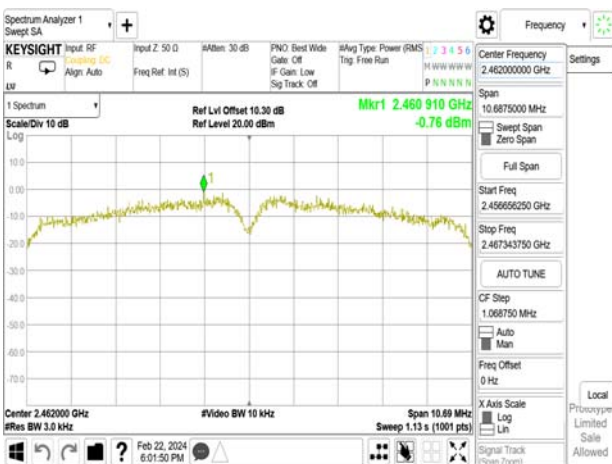 Spectrum Analyzer 1
Swept SA
+
Frequency
KEYSIGHT
R
Input: RF
Coupling: DC
Align: Auto
Input Z: 50 Ω
Freq Ref: Int (S)
#Atten: 30 dB
PNO: Best Wide
Gate: Off
IF Gain: Low
Sig Track: Off
#Avg Type: Power (RMS
Trig: Free Run
1 2 3 4 5 6
M W W W W W
P N N N N N
1 Spectrum
Scale/Div 10 dB
Ref Lvl Offset 10.30 dB
Ref Level 20.00 dBm
Mkr1 2.460 910 GHz
-0.76 dBm
Log
10.0
0.00
-10.0
-20.0
-30.0
-40.0
-50.0
-60.0
-70.0
1
Center 2.462000 GHz
#Res BW 3.0 kHz
#Video BW 10 kHz
Span 10.69 MHz
Sweep 1.13 s (1001 pts)
Feb 22, 2024
6:01:50 PM
?
Center Frequency
2.462000000 GHz
Span
10.6875000 MHz
Swept Span
Zero Span
Full Span
Start Freq
2.456656250 GHz
Stop Freq
2.467343750 GHz
AUTO TUNE
CF Step
1.068750 MHz
Auto
Man
Freq Offset
0 Hz
X Axis Scale
Log
Lin
Signal Track
(Span Zoom)
Settings
Local
Prototype
Limited
Sale
Allowed